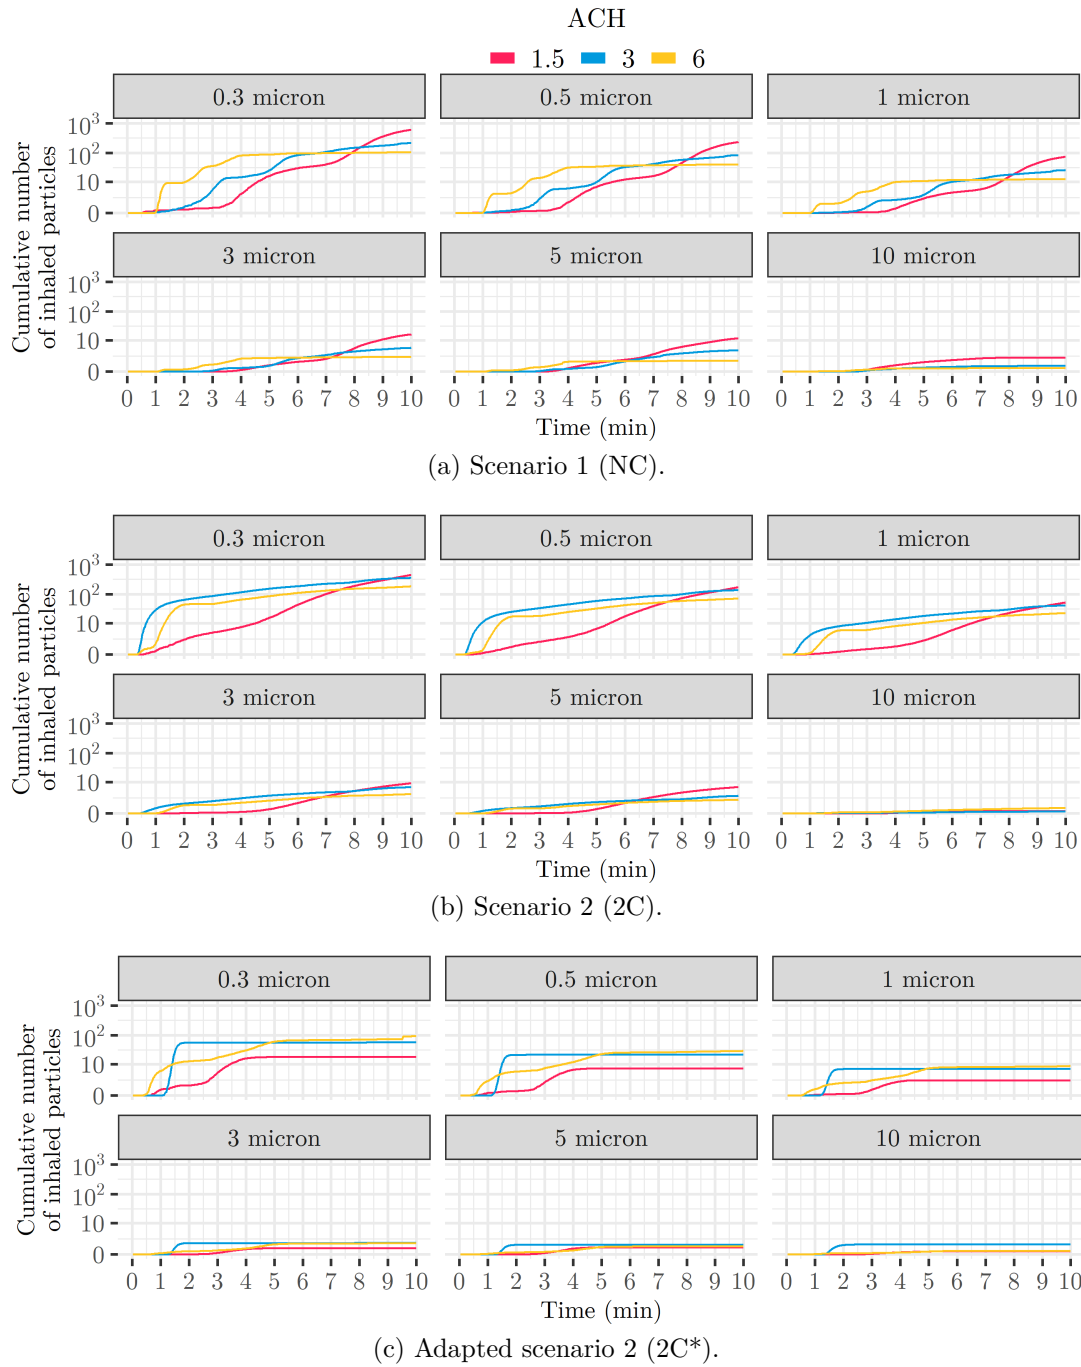 ACH
1.5 3 6
0.3 micron 0.5 micron 1 micron
10³
10²
10
0
Cumulative number
of inhaled particles
3 micron 5 micron 10 micron
10³
10²
10
0
0 1 2 3 4 5 6 7 8 9 10 0 1 2 3 4 5 6 7 8 9 10 0 1 2 3 4 5 6 7 8 9 10
Time (min)
(a) Scenario 1 (NC).
0.3 micron 0.5 micron 1 micron
10³
10²
10
0
Cumulative number
of inhaled particles
3 micron 5 micron 10 micron
10³
10²
10
0
0 1 2 3 4 5 6 7 8 9 10 0 1 2 3 4 5 6 7 8 9 10 0 1 2 3 4 5 6 7 8 9 10
Time (min)
(b) Scenario 2 (2C).
0.3 micron 0.5 micron 1 micron
10³
10²
10
0
Cumulative number
of inhaled particles
3 micron 5 micron 10 micron
10³
10²
10
0
0 1 2 3 4 5 6 7 8 9 10 0 1 2 3 4 5 6 7 8 9 10 0 1 2 3 4 5 6 7 8 9 10
Time (min)
(c) Adapted scenario 2 (2C*).